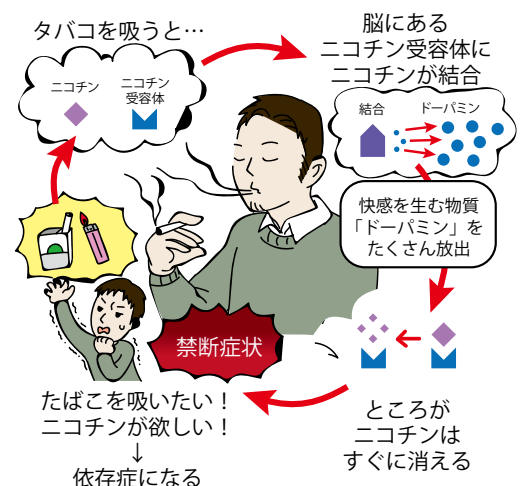 タバコを吸うと…
ニコチン
ニコチン
受容体
脳にある
ニコチン受容体に
ニコチンが結合
結合
ドーパミン
快感を生む物質
「ドーパミン」を
たくさん放出
ところが
ニコチンは
すぐに消える
禁断症状
たばこを吸いたい！
ニコチンが欲しい！
↓
依存症になる